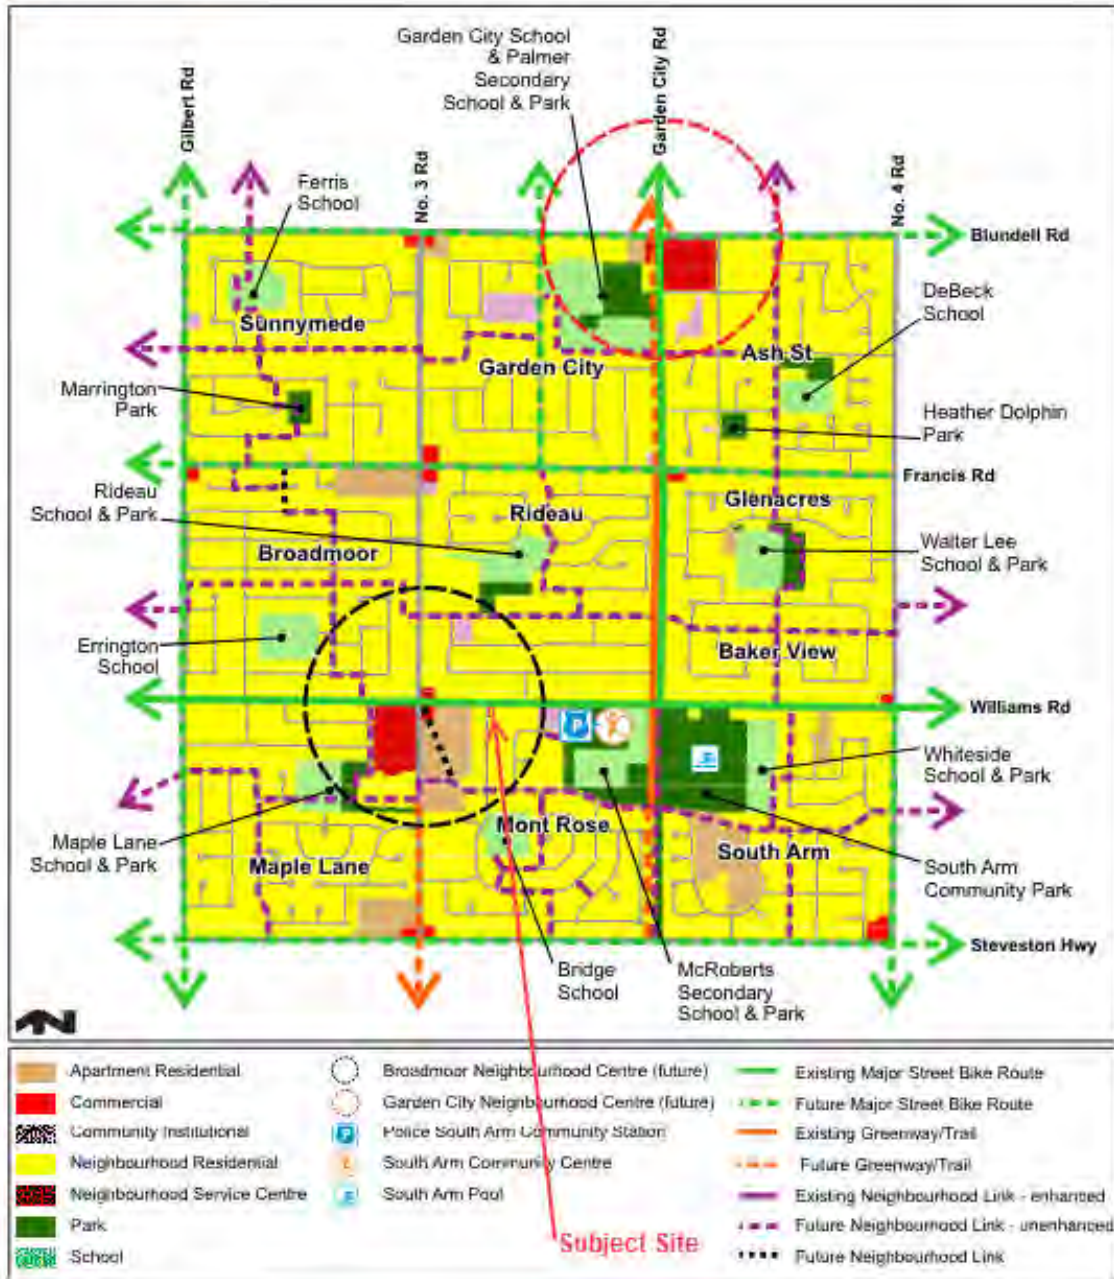 Garden City School
& Palmer
Secondary
School & Park
Gilbert Rd
No. 3 Rd
Garden City Rd
No. 4 Rd
Ferris
School
Blundell Rd
DeBeck
School
Sunnymede
Garden City
Ash St
Marrington
Park
Heather Dolphin
Park
Francis Rd
Rideau
School & Park
Rideau
Glenacres
Broadmoor
Walter Lee
School & Park
Errington
School
Baker View
Williams Rd
P
Whiteside
School & Park
Maple Lane
School & Park
Mont Rose
Maple Lane
South Arm
South Arm
Community Park
Steveston Hwy
Bridge
School
McRoberts
Secondary
School & Park
N
Apartment Residential
Commercial
Community Institutional
Neighbourhood Residential
Neighbourhood Service Centre
Park
School
Broadmoor Neighbourhood Centre (future)
Garden City Neighbourhood Centre (future)
P
Police South Arm Community Station
South Arm Community Centre
South Arm Pool
Existing Major Street Bike Route
Future Major Street Bike Route
Existing Greenway/Trail
Future Greenway/Trail
Existing Neighbourhood Link - enhanced
Future Neighbourhood Link - unenhanced
Future Neighbourhood Link
Subject Site